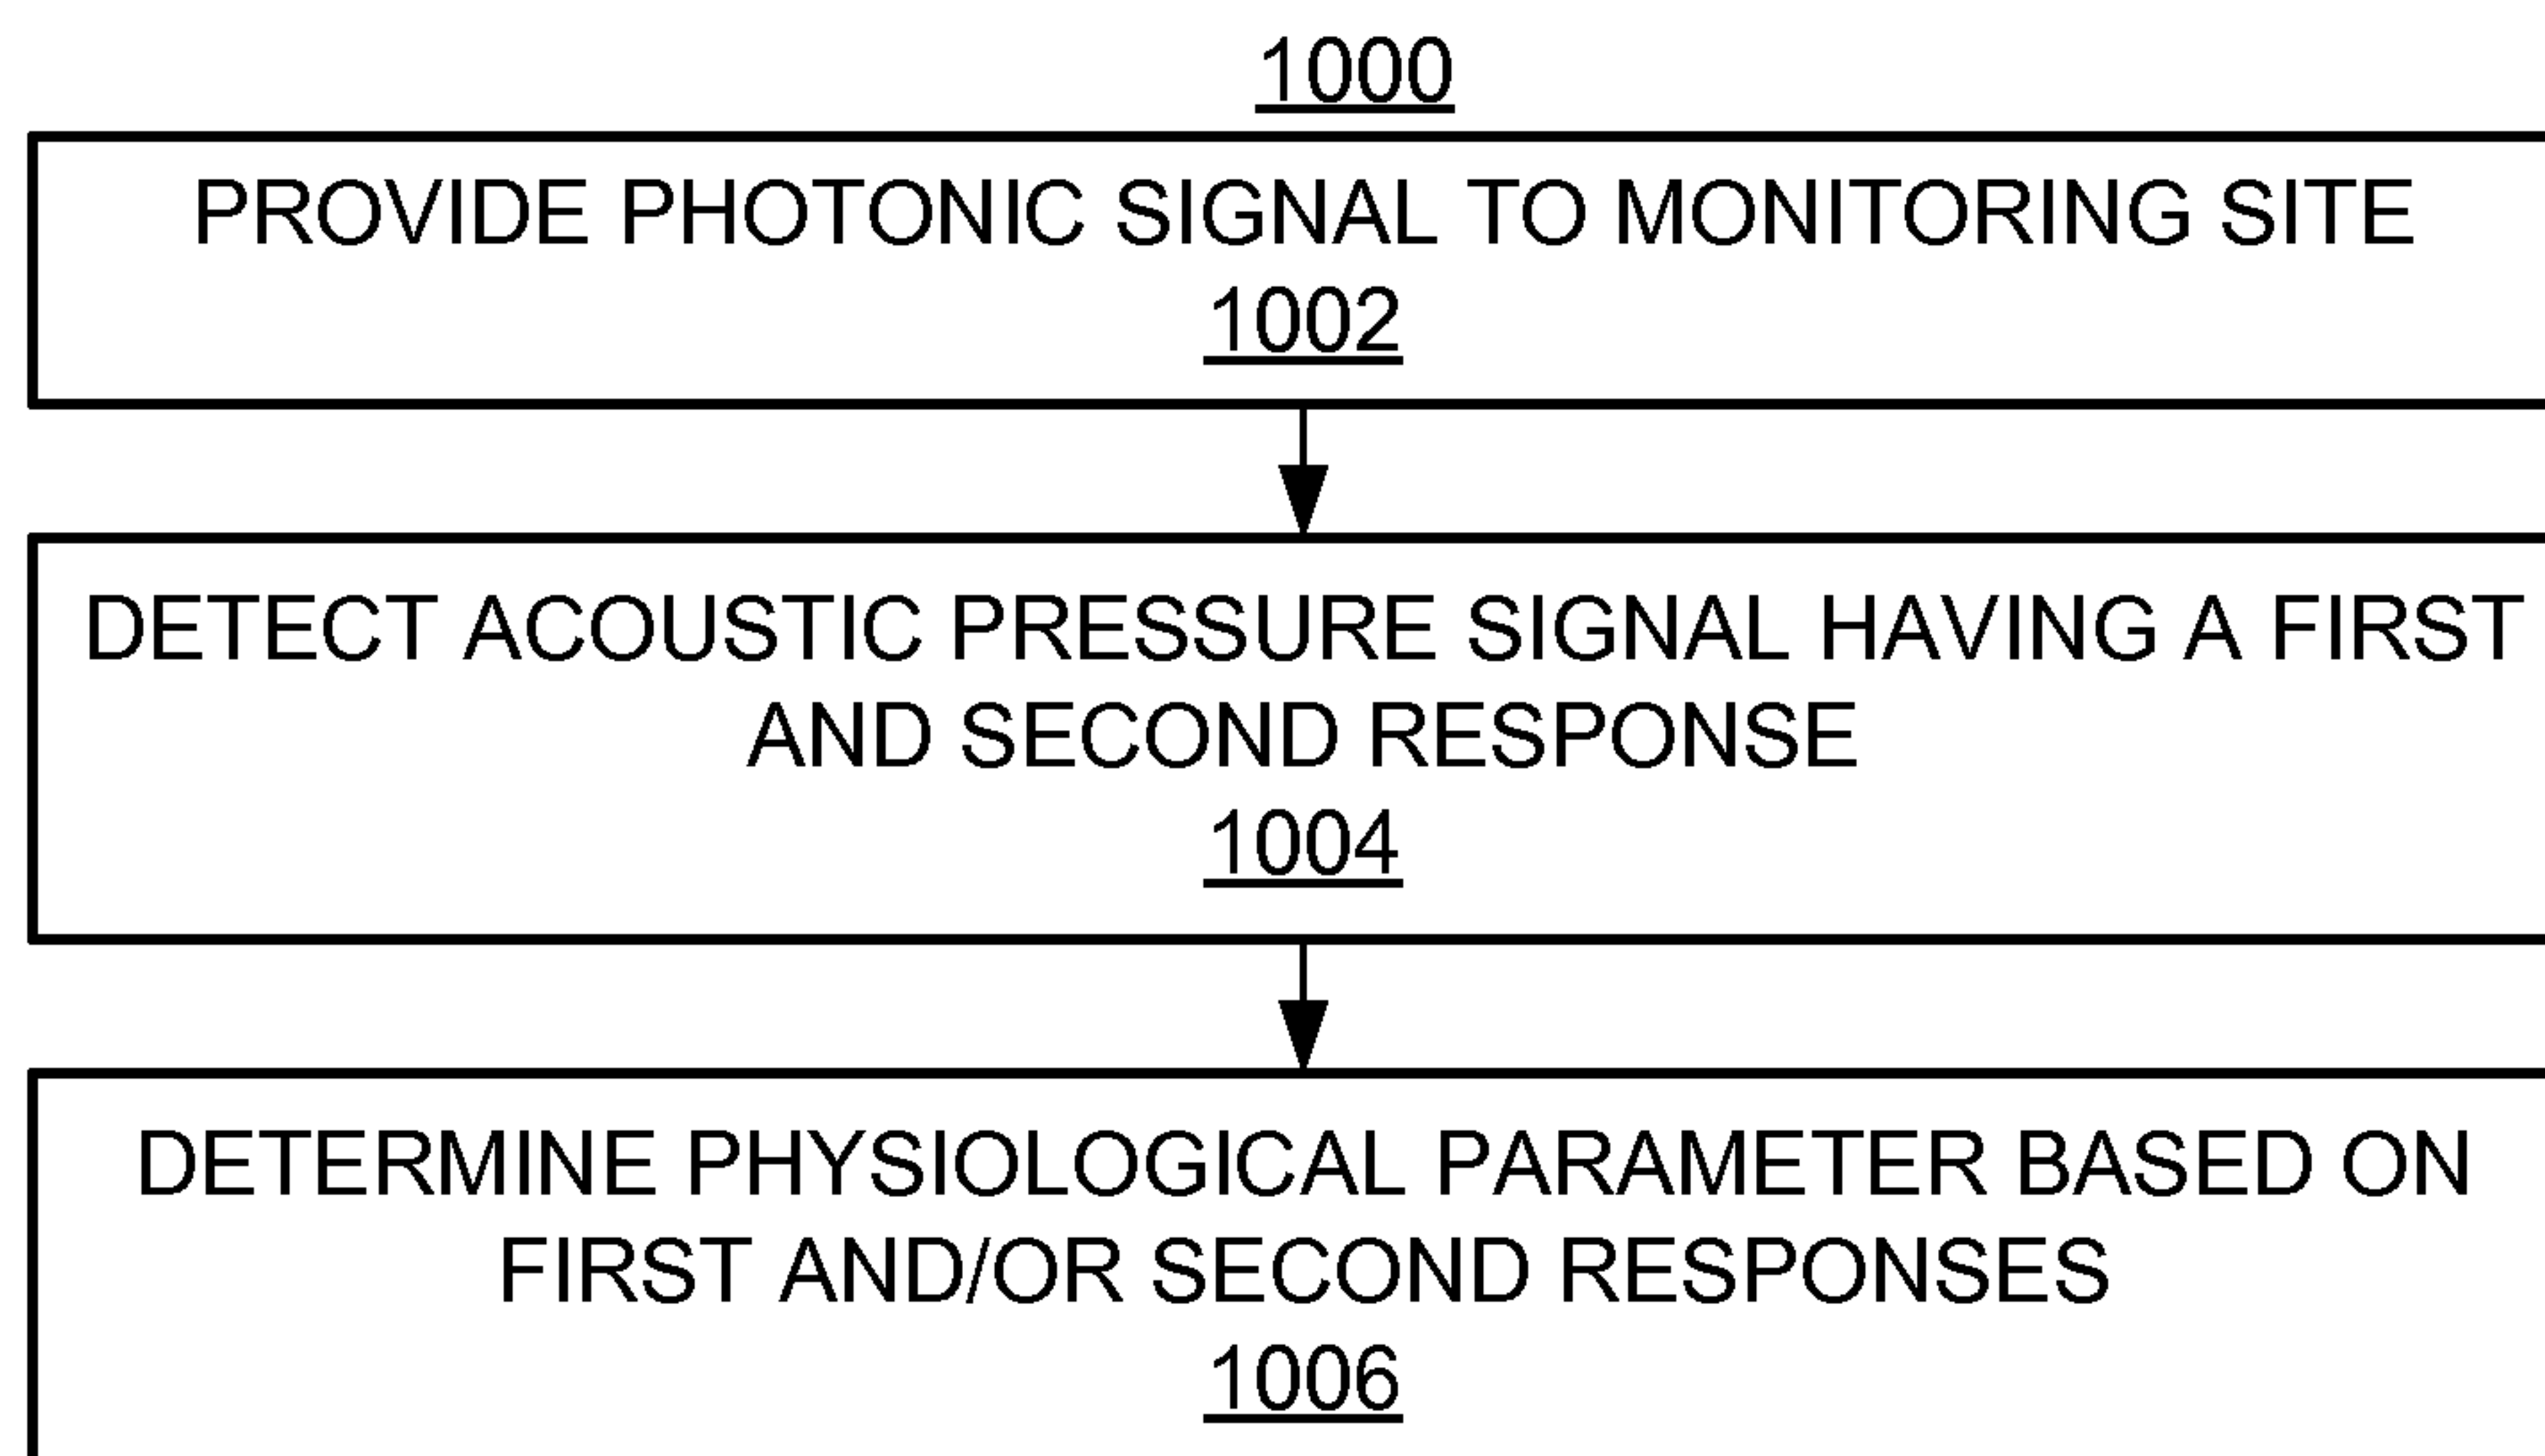 1000
PROVIDE PHOTONIC SIGNAL TO MONITORING SITE
1002
DETECT ACOUSTIC PRESSURE SIGNAL HAVING A FIRST
AND SECOND RESPONSE
1004
DETERMINE PHYSIOLOGICAL PARAMETER BASED ON
FIRST AND/OR SECOND RESPONSES
1006